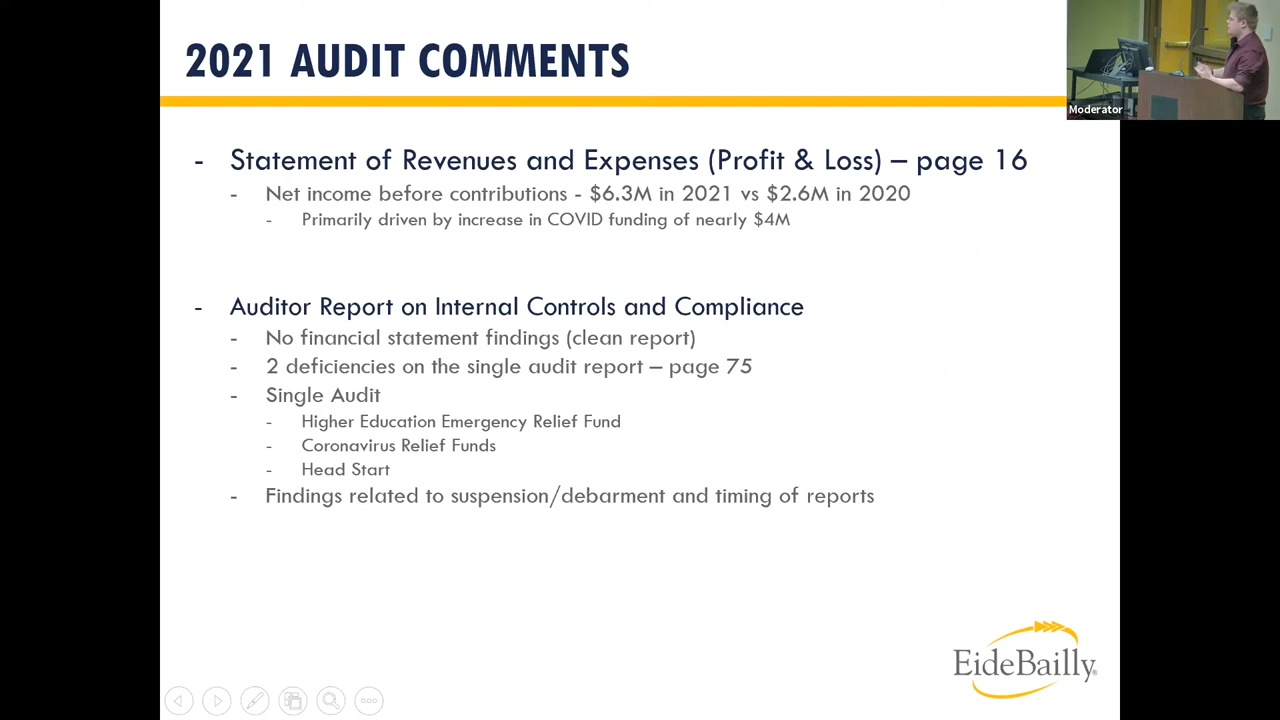 2021 AUDIT COMMENTS
Moderator
- Statement of Revenues and Expenses (Profit & Loss) – page 16
- Net income before contributions - $6.3M in 2021 vs $2.6M in 2020
- Primarily driven by increase in COVID funding of nearly $4M
- Auditor Report on Internal Controls and Compliance
- No financial statement findings (clean report)
- 2 deficiencies on the single audit report – page 75
- Single Audit
- Higher Education Emergency Relief Fund
- Coronavirus Relief Funds
- Head Start
- Findings related to suspension/debarment and timing of reports
EideBailly®